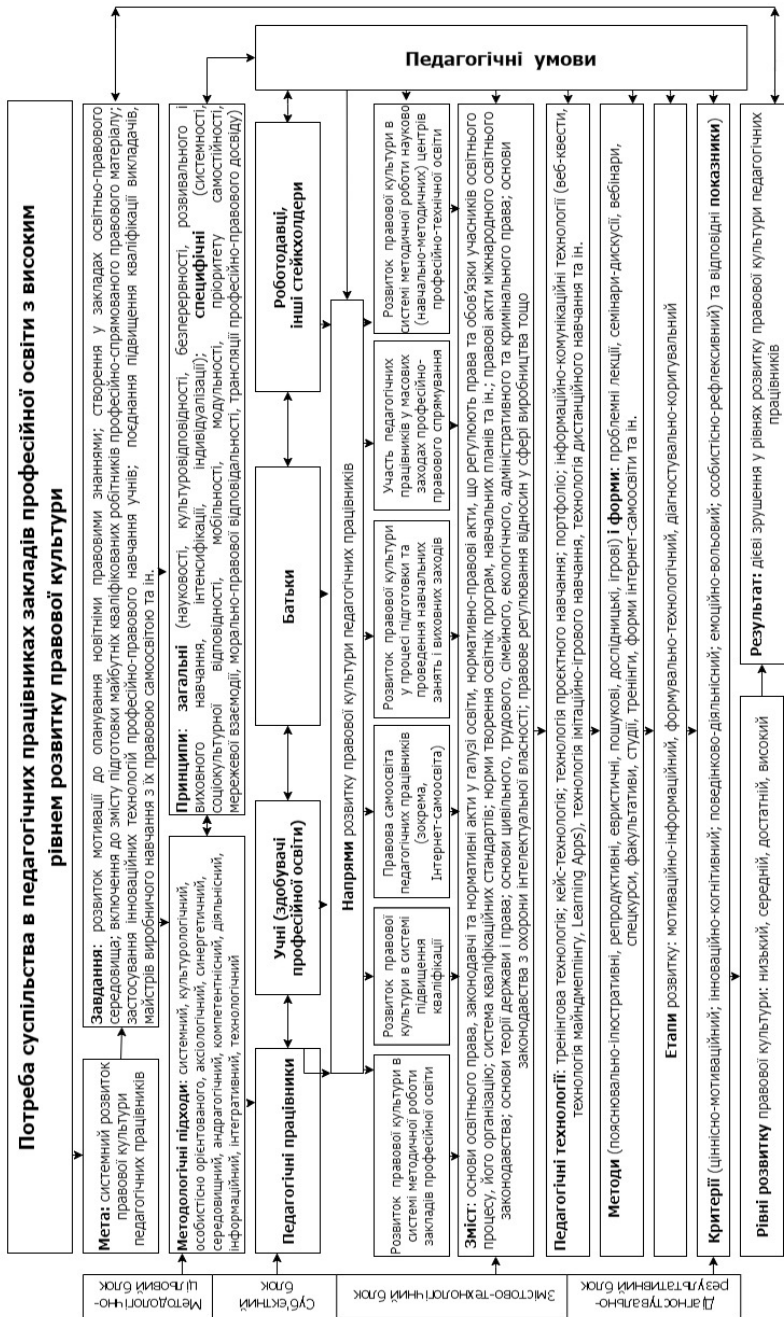 Потреба суспільства в педагогічних працівниках закладів професійної освіти з високим
рівнем розвитку правової культури
Методологічно-
цільовий блок
Мета: системний розвиток
правової культури
педагогічних працівників
Завдання: розвиток мотивації до опанування новітніми правовими знаннями; створення у закладах освітньо-правового
середовища; включення до змісту підготовки майбутніх кваліфікованих робітників професійно-спрямованого правового матеріалу;
застосування інноваційних технологій професійно-правового навчання учнів; поєднання підвищення кваліфікації викладачів,
майстрів виробничого навчання з їх правовою самоосвітою та ін.
Методологічні підходи: системний, культурологічний,
особистісно орієнтованого, аксіологічний, синергетичний,
середовищний, андрагогічний, компетентнісний, діяльнісний,
інформаційний, інтегративний, технологічний
Принципи: загальні (науковості, культуровідповідності, безперервності, розвивального і
виховного навчання, інтенсифікації, індивідуалізації); специфічні (системності,
соціокультурної відповідності, мобільності, модульності, пріоритету самостійності,
мережевої взаємодії, морально-правової відповідальності, трансляції професійно-правового досвіду)
Суб'єктний
блок
Педагогічні працівники
Учні (здобувачі
професійної освіти)
Батьки
Роботодавці,
інші стейкхолдери
Педагогічні умови
Змістово-технологічний блок
Напрями розвитку правової культури педагогічних працівників
Розвиток правової культури в
системі методичної роботи
закладів професійної освіти
Розвиток правової
культури в системі
підвищення
кваліфікації
Правова самоосвіта
педагогічних працівників
(зокрема,
Інтернет-самоосвіта)
Розвиток правової культури
у процесі підготовки та
проведення навчальних
занять і виховних заходів
Участь педагогічних
працівників у масових
заходах професійно-
правового спрямування
Розвиток правової культури в
системі методичної роботи науково
(навчально-методичних) центрів
професійно-технічної освіти
Зміст: основи освітнього права, законодавчі та нормативні акти у галузі освіти, нормативно-правові акти, що регулюють права та обов'язки учасників освітнього
процесу, його організацію; система кваліфікаційних стандартів; норми творення освітніх програм, навчальних планів та ін.; правові акти міжнародного освітнього
законодавства; основи теорії держави і права; основи цивільного, трудового, сімейного, екологічного, адміністративного та кримінального права; основи
законодавства з охорони інтелектуальної власності; правове регулювання відносин у сфері виробництва тощо
Педагогічні технології: тренінгова технологія; кейс-технологія; технологія проєктного навчання; портфоліо; інформаційно-комунікаційні технології (веб-квести,
технологія майндмеппінгу, Learning Apps), технологія імітаційно-ігрового навчання, технологія дистанційного навчання та ін.
Методи (пояснювально-ілюстративні, репродуктивні, евристичні, пошукові, дослідницькі, ігрові) і форми: проблемні лекції, семінари-дискусії, вебінари,
спецкурси, факультативи, студії, тренінги, форми інтернет-самоосвіти та ін.
Етапи розвитку: мотиваційно-інформаційний, формувально-технологічний, діагностувально-коригувальний
Діагностувально-
результативний блок
Критерії (ціннісно-мотиваційний; інноваційно-когнітивний; поведінково-діяльнісний; емоційно-вольовий; особистісно-рефлексивний) та відповідні показники
Рівні розвитку правової культури: низький, середній, достатній, високий
Результат: дієві зрушення у рівнях розвитку правової культури педагогічних
працівників